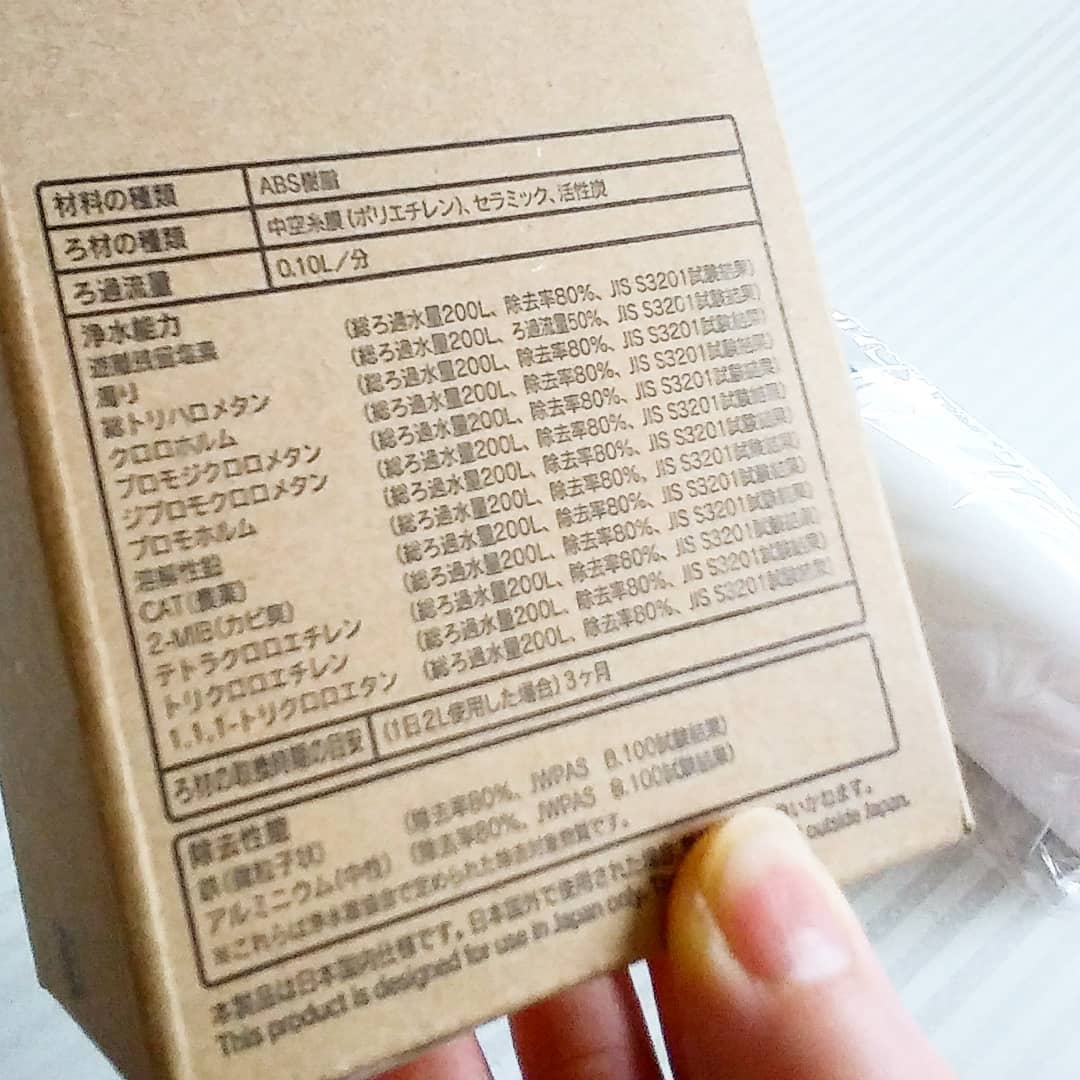 材料の種類 ABS樹脂
ろ材の種類 中空糸膜(ポリエチレン)、セラミック、活性炭
ろ過流量 0.10L/分
浄水能力
遊離残留塩素 (総ろ過水量200L、除去率80%、JIS S3201試験結果)
濁り (総ろ過水量200L、ろ過流量50%、JIS S3201試験結果)
総トリハロメタン (総ろ過水量200L、除去率80%、JIS S3201試験結果)
クロロホルム (総ろ過水量200L、除去率80%、JIS S3201試験結果)
ブロモジクロロメタン (総ろ過水量200L、除去率80%、JIS S3201試験結果)
ジブロモクロロメタン (総ろ過水量200L、除去率80%、JIS S3201試験結果)
ブロモホルム (総ろ過水量200L、除去率80%、JIS S3201試験結果)
溶解性鉛 (総ろ過水量200L、除去率80%、JIS S3201試験結果)
CAT(農薬) (総ろ過水量200L、除去率80%、JIS S3201試験結果)
2-MIB(カビ臭) (総ろ過水量200L、除去率80%、JIS S3201試験結果)
テトラクロロエチレン (総ろ過水量200L、除去率80%、JIS S3201試験結果)
トリクロロエチレン (総ろ過水量200L、除去率80%、JIS S3201試験結果)
1,1,1-トリクロロエタン (総ろ過水量200L、除去率80%、JIS S3201試験結果)
ろ材の取換時期の目安 (1日2L使用した場合)3ヶ月
除去性能
鉄(微粒子状) (除去率80%、JWPAS B.100試験結果)
アルミニウム(中性) (除去率80%、JWPAS B.100試験結果)
※これらは浄水器協会で定められた除去対象物質です。
本製品は日本国内仕様です。日本国外で使用された いかねます。
This product is designed for use in Japan only outside Japan.